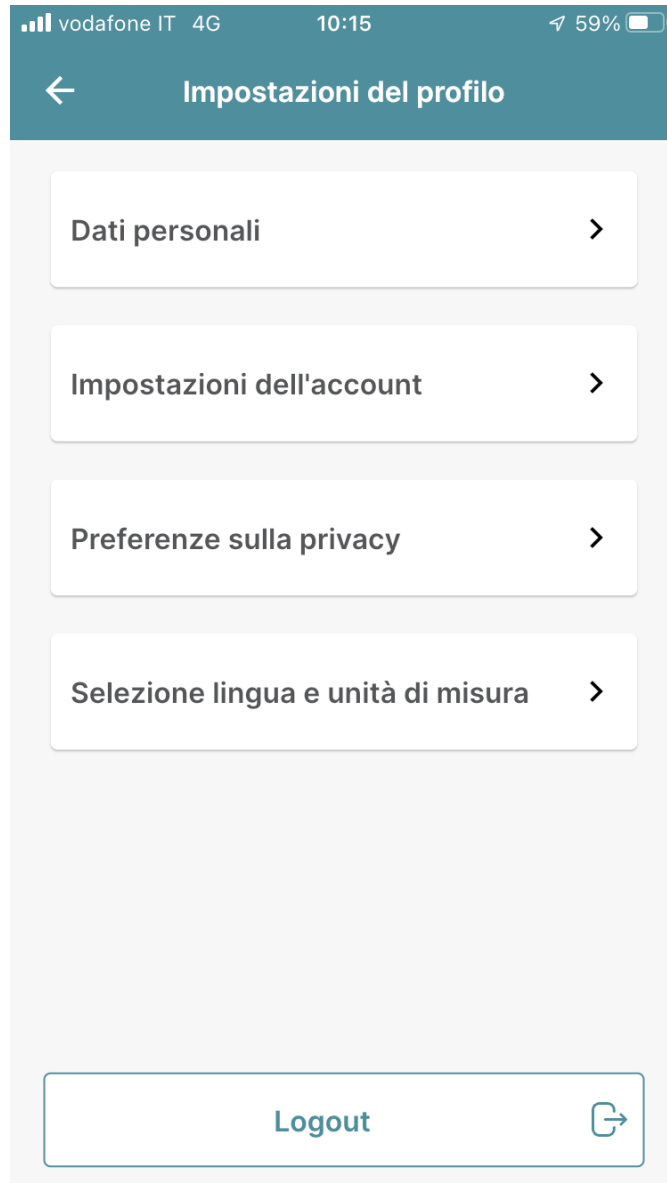 vodafone IT 4G 10:15 59%
Impostazioni del profilo
Dati personali
Impostazioni dell'account
Preferenze sulla privacy
Selezione lingua e unità di misura
Logout